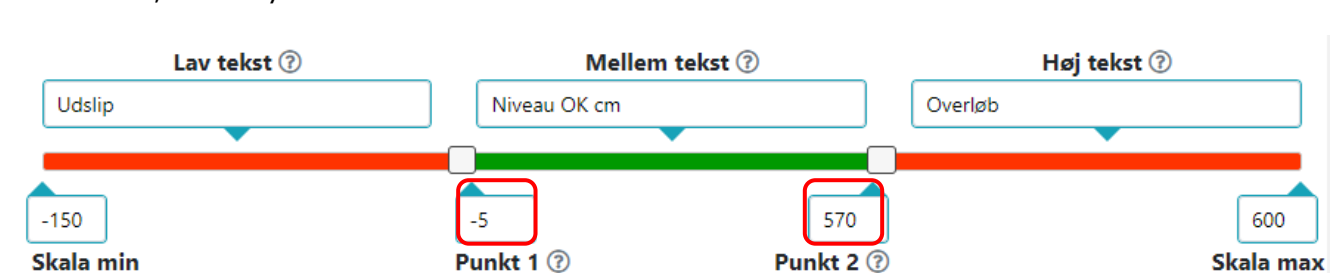 Lav tekst ? Mellem tekst ? Høj tekst ?
Udslip Niveau OK cm Overløb
-150 -5 570 600
Skala min Punkt 1 ? Punkt 2 ? Skala max